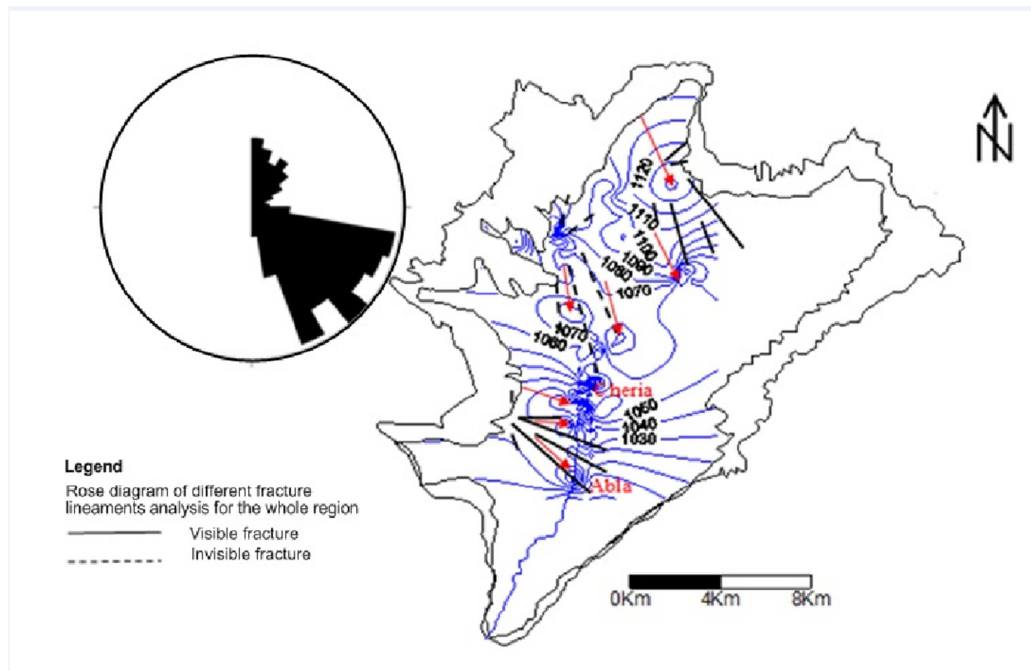 N
1120
1110
1100
1090
1080
1070
1070
1060
Cheria
1050
1040
1030
Abla
Legend
Rose diagram of different fracture
lineaments analysis for the whole region
Visible fracture
Invisible fracture
0Km 4Km 8Km